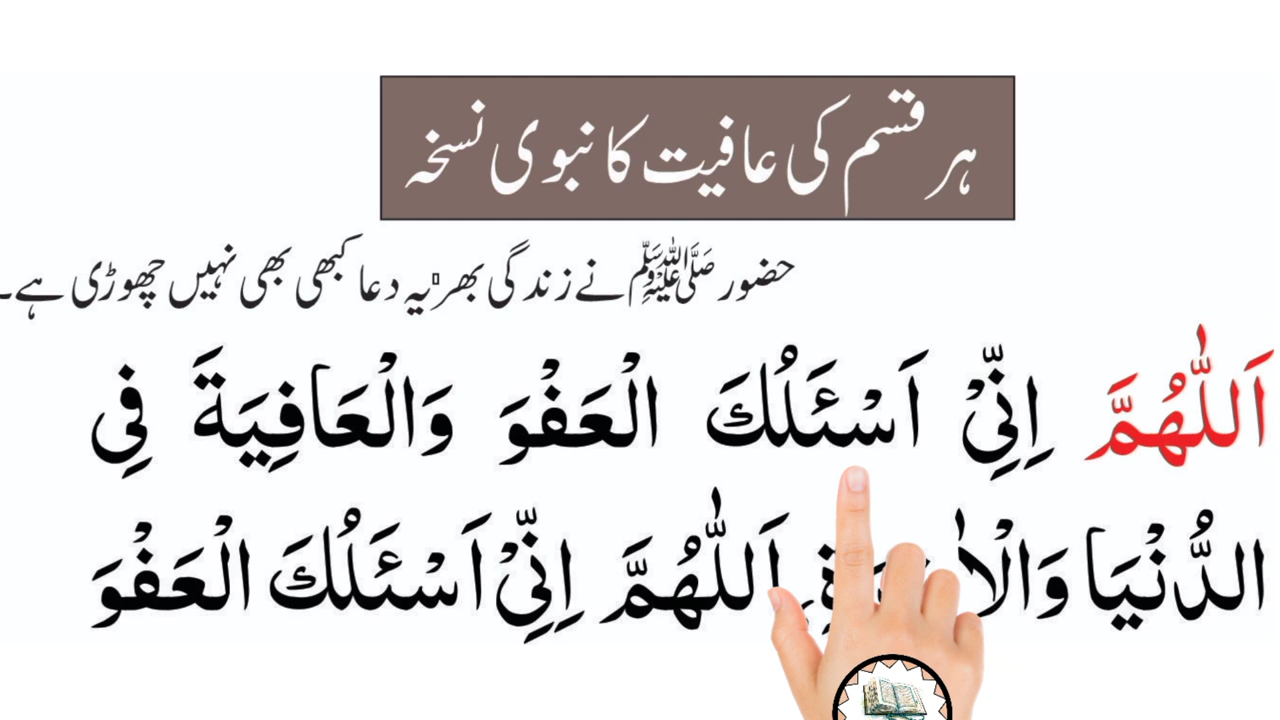 ہر قسم کی عافیت کا نبوی نسخہ
حضور ﷺ نے زندگی بھر یہ دعا کبھی بھی نہیں چھوڑی ہے۔
اَللّٰهُمَّ اِنِّیْ اَسْئَلُكَ الْعَفْوَ وَالْعَافِيَةَ فِی
الدُّنْيَا اَللّٰهُمَّ اِنِّیْ اَسْئَلُكَ الْعَفْوَ